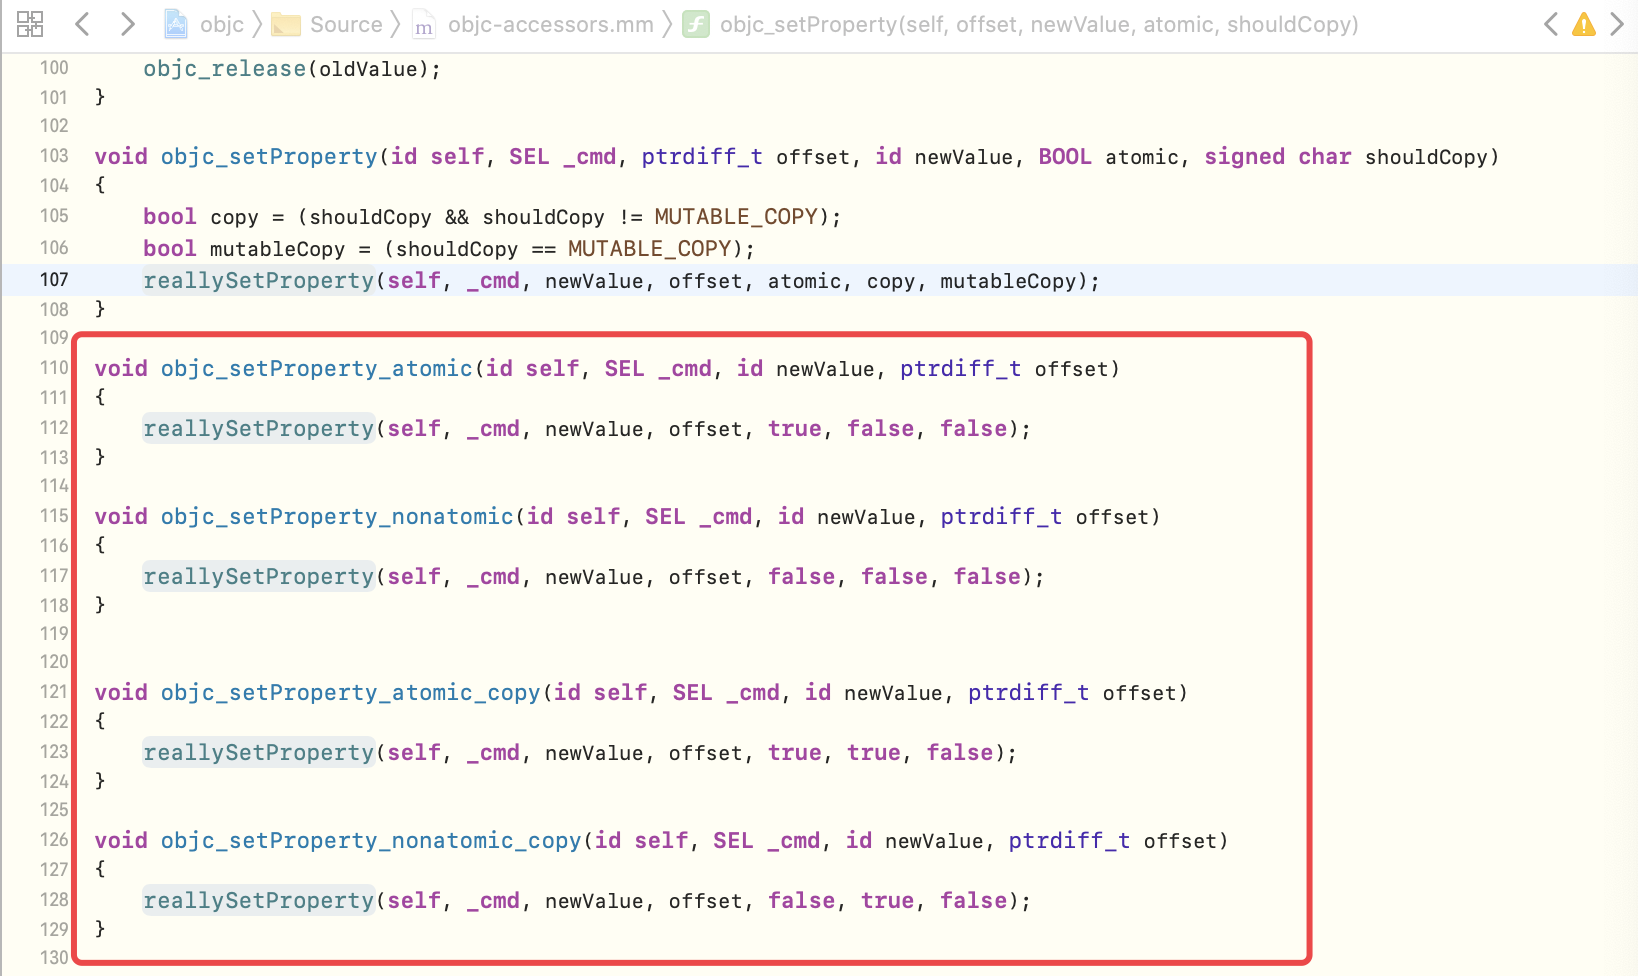 objc Source m objc-accessors.mm f objc_setProperty(self, offset, newValue, atomic, shouldCopy)
100 objc_release(oldValue);
101 }
102
103 void objc_setProperty(id self, SEL _cmd, ptrdiff_t offset, id newValue, BOOL atomic, signed char shouldCopy)
104 {
105 bool copy = (shouldCopy && shouldCopy != MUTABLE_COPY);
106 bool mutableCopy = (shouldCopy == MUTABLE_COPY);
107 reallySetProperty(self, _cmd, newValue, offset, atomic, copy, mutableCopy);
108 }
109
110 void objc_setProperty_atomic(id self, SEL _cmd, id newValue, ptrdiff_t offset)
111 {
112 reallySetProperty(self, _cmd, newValue, offset, true, false, false);
113 }
114
115 void objc_setProperty_nonatomic(id self, SEL _cmd, id newValue, ptrdiff_t offset)
116 {
117 reallySetProperty(self, _cmd, newValue, offset, false, false, false);
118 }
119
120
121 void objc_setProperty_atomic_copy(id self, SEL _cmd, id newValue, ptrdiff_t offset)
122 {
123 reallySetProperty(self, _cmd, newValue, offset, true, true, false);
124 }
125
126 void objc_setProperty_nonatomic_copy(id self, SEL _cmd, id newValue, ptrdiff_t offset)
127 {
128 reallySetProperty(self, _cmd, newValue, offset, false, true, false);
129 }
130